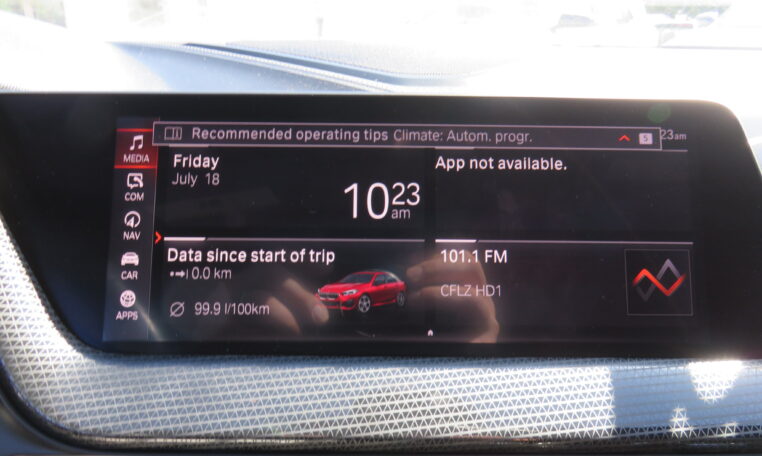 Recommended operating tips Climate: Autom. progr. 5 23am
MEDIA
COM
NAV
CAR
APPS
Friday
July 18
10 23 am
App not available.
Data since start of trip
0.0 km
99.9 l/100km
101.1 FM
CFLZ HD1